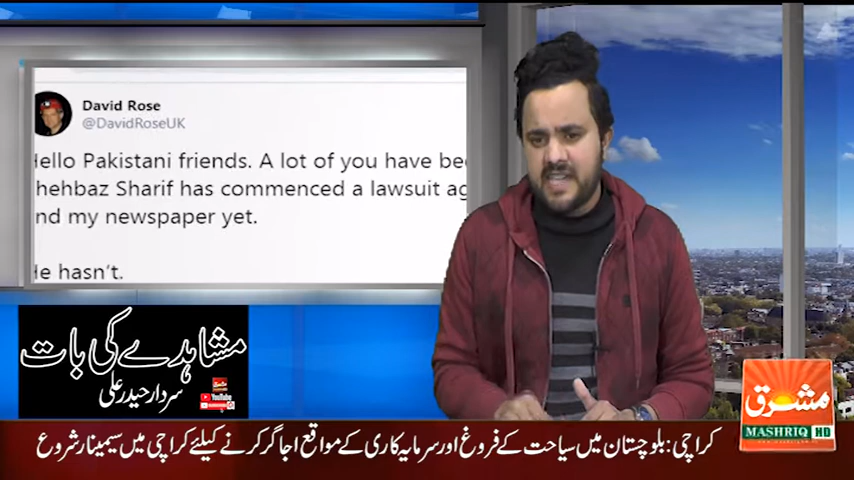 David Rose
@DavidRoseUK
ello Pakistani friends. A lot of you have bee
hehbaz Sharif has commenced a lawsuit ag
nd my newspaper yet.
e hasn't.
مشاہدے کی بات
سردار حیدر علی
YouTube
مشرق
MASHRIQ HD
کراچی: بلوچستان میں سیاحت کے فروغ اور سرمایہ کاری کے مواقع اجاگر کرنے کیلئے کراچی میں سیمینار شروع